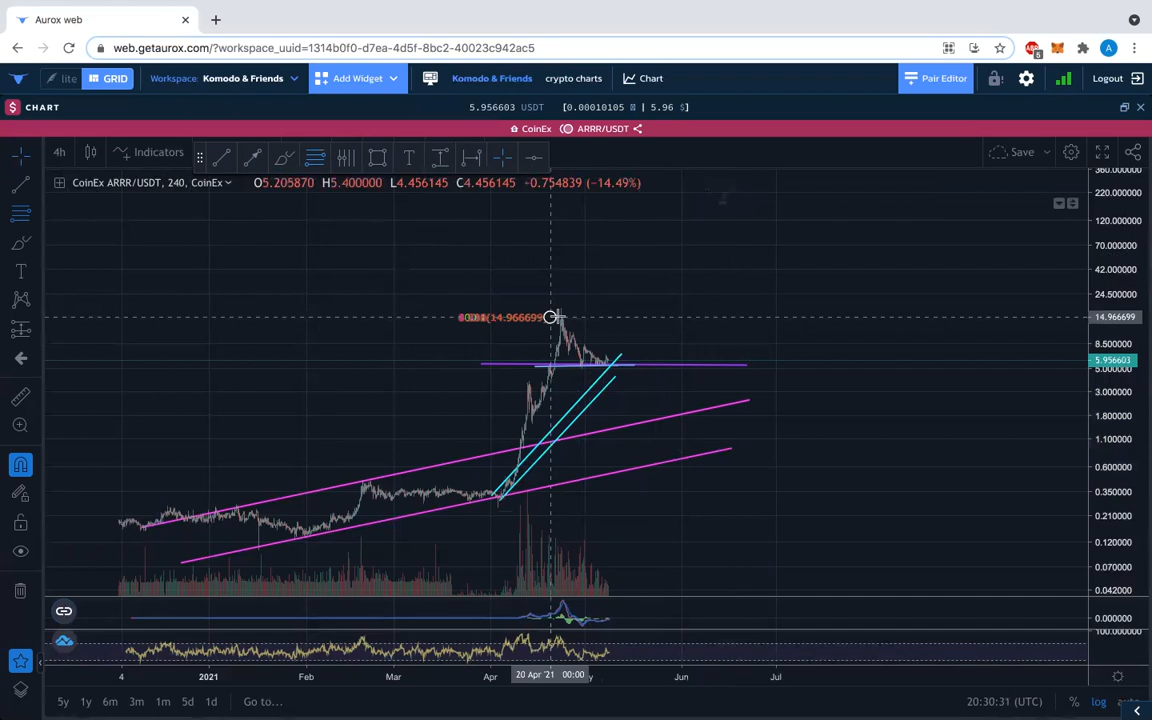 Aurox web
web.getaurox.com/?workspace_uuid=1314b0f0-d7ea-4d5f-8bc2-40023c942ac5
ABP
5
A
lite
GRID
Workspace: Komodo & Friends
Add Widget
Komodo & Friends
crypto charts
Chart
Pair Editor
Logout
$ CHART
5.956603 USDT
[0.00010105 ₿ | 5.96 $]
CoinEx
ARRR/USDT
4h
Indicators
T
Save
CoinEx ARRR/USDT, 240, CoinEx
O5.205870 H5.400000 L4.456145 C4.456145 −0.754839 (−14.49%)
360.000000
220.000000
120.000000
70.000000
42.000000
24.500000
(14.966699
14.966699
8.500000
5.956603
5.000000
3.000000
1.800000
1.100000
0.600000
0.350000
0.210000
0.120000
0.070000
0.042000
0.000000
100.000000
4
2021
Feb
Mar
Apr
20 Apr '21 00:00
y
Jun
Jul
5y
1y
6m
3m
1m
5d
1d
Go to...
20:30:31 (UTC)
%
log
auto